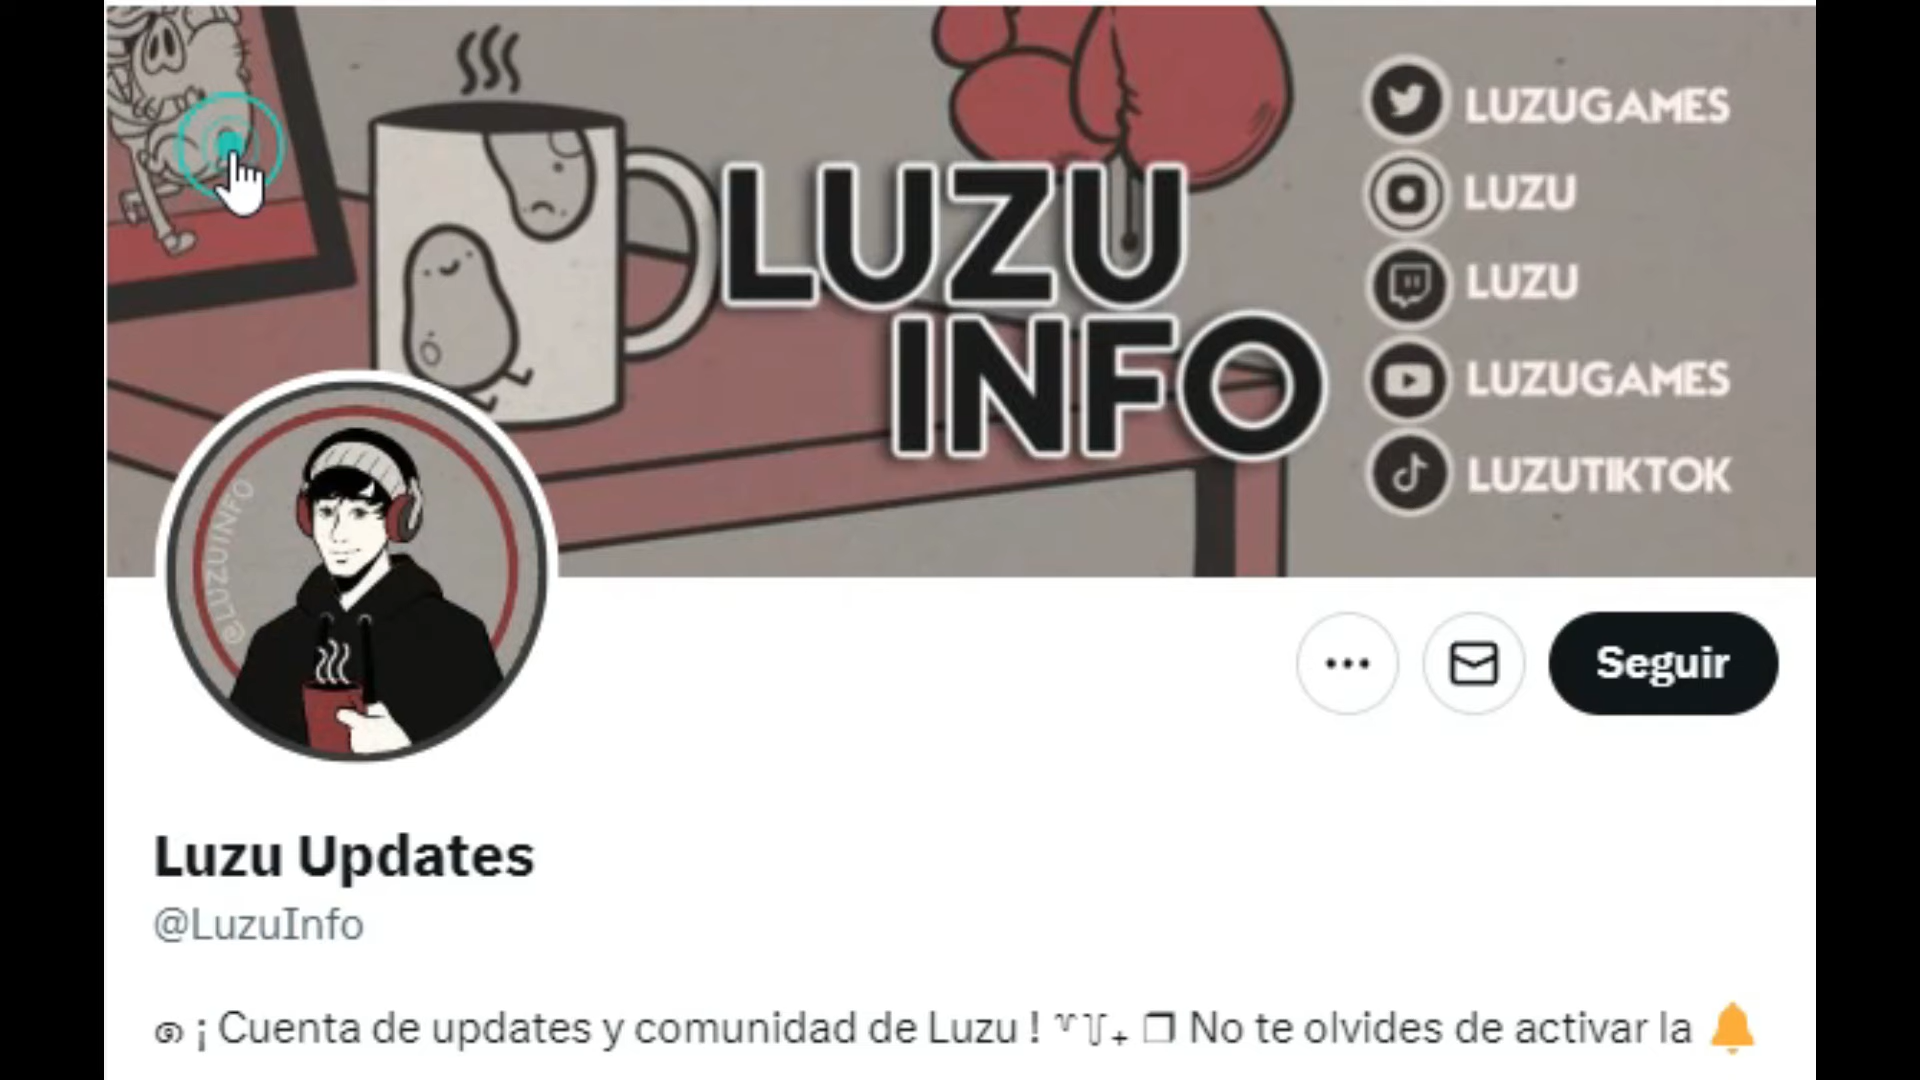 LUZU
INFO
LUZUGAMES
LUZU
LUZU
LUZUGAMES
LUZUTIKTOK
@LUZUINFO
Seguir
Luzu Updates
@LuzuInfo
¡ Cuenta de updates y comunidad de Luzu ! ❐ No te olvides de activar la 🔔